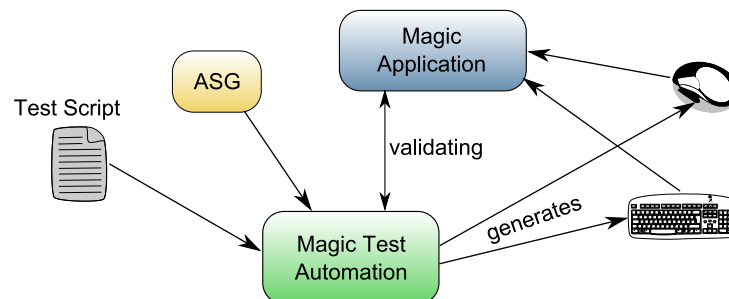 Magic
Application
ASG
Test Script
validating
generates
Magic Test
Automation